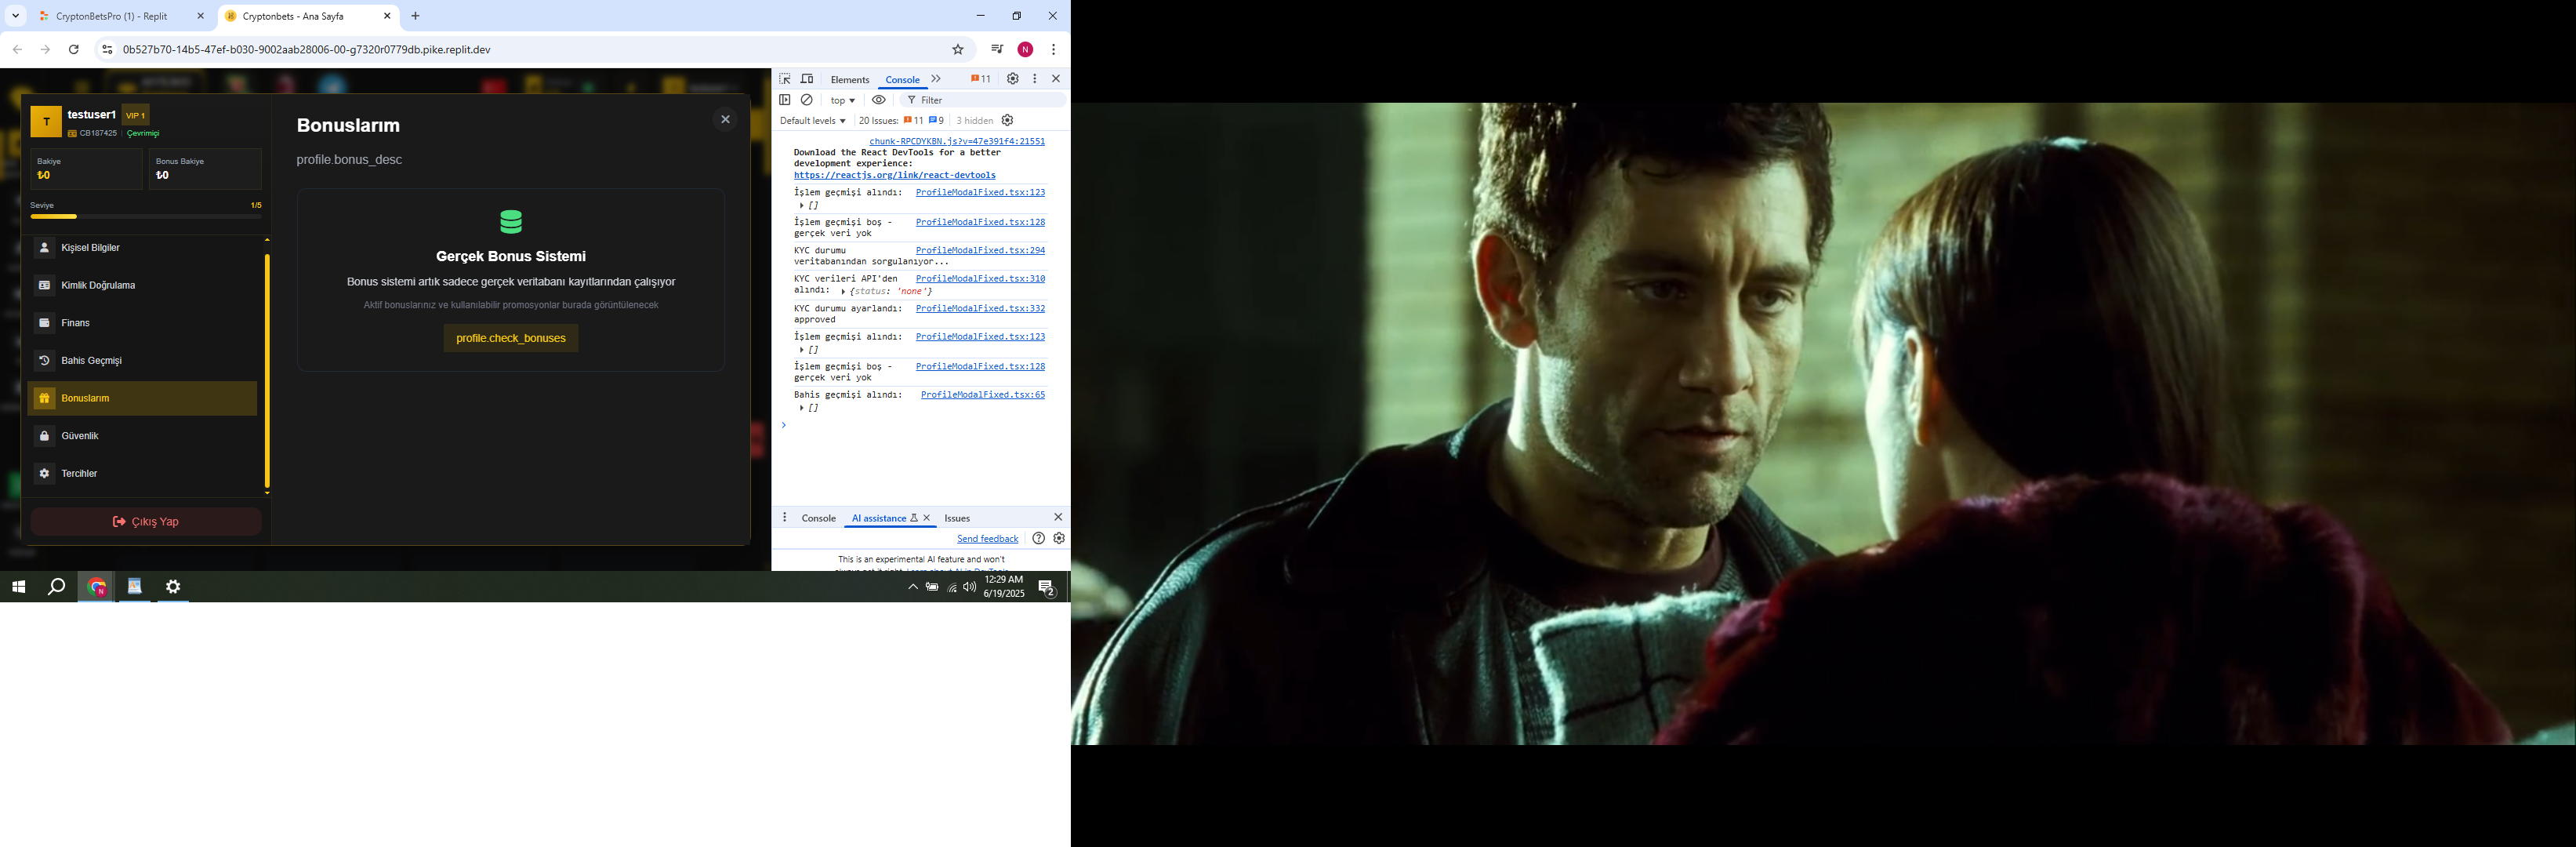 CryptonBetsPro (1) - Replit
Cryptonbets - Ana Sayfa
0b527b70-14b5-47ef-b030-9002aab28006-00-g7320r0779db.pike.replit.dev
N
T
testuser1 VIP 1
CB187425 | Çevrimiçi
Bakiye
₺0
Bonus Bakiye
₺0
Seviye 1/5
Kişisel Bilgiler
Kimlik Doğrulama
Finans
Bahis Geçmişi
Bonuslarım
Güvenlik
Tercihler
Çıkış Yap
Bonuslarım
profile.bonus_desc
Gerçek Bonus Sistemi
Bonus sistemi artık sadece gerçek veritabanı kayıtlarından çalışıyor
Aktif bonuslarınız ve kullanılabilir promosyonlar burada görüntülenecek
profile.check_bonuses
Elements Console 11
top Filter
Default levels 20 Issues: 11 9 3 hidden
chunk-RPCDYKBN.js?v=47e391f4:21551
Download the React DevTools for a better
development experience:
https://reactjs.org/link/react-devtools
İşlem geçmişi alındı: ProfileModalFixed.tsx:123
[]
İşlem geçmişi boş - ProfileModalFixed.tsx:128
gerçek veri yok
KYC durumu ProfileModalFixed.tsx:294
veritabanından sorgulanıyor...
KYC verileri API'den ProfileModalFixed.tsx:310
alındı: {status: 'none'}
KYC durumu ayarlandı: ProfileModalFixed.tsx:332
approved
İşlem geçmişi alındı: ProfileModalFixed.tsx:123
[]
İşlem geçmişi boş - ProfileModalFixed.tsx:128
gerçek veri yok
Bahis geçmişi alındı: ProfileModalFixed.tsx:65
[]
Console AI assistance Issues
Send feedback
This is an experimental AI feature and won't
12:29 AM
6/19/2025
2